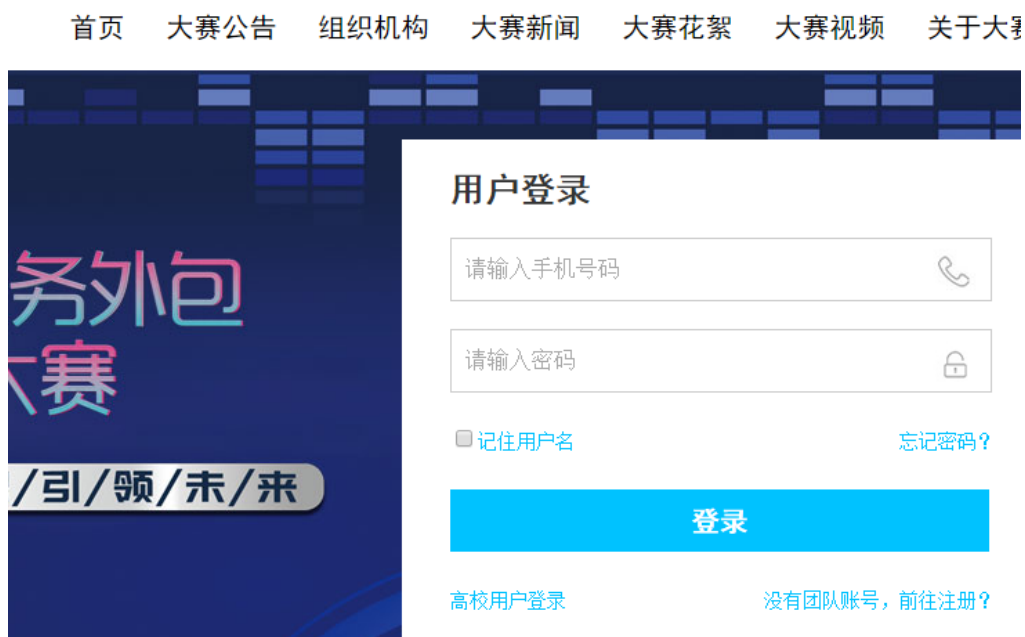 首页 大赛公告 组织机构 大赛新闻 大赛花絮 大赛视频 关于大
务外包
赛
/引/领/未/来
用户登录
请输入手机号码
请输入密码
记住用户名 忘记密码?
登录
高校用户登录 没有团队账号，前往注册?